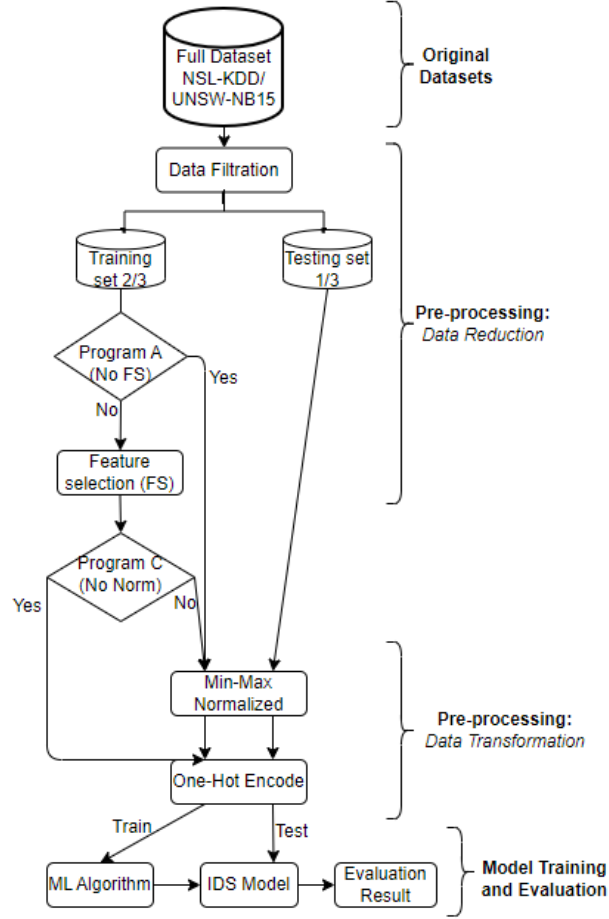 Full Dataset
NSL-KDD/
UNSW-NB15
Original
Datasets
Data Filtration
Training
set 2/3
Testing set
1/3
Pre-processing:
Data Reduction
Program A
(No FS)
Yes
No
Feature
selection (FS)
Program C
(No Norm)
Yes
No
Min-Max
Normalized
Pre-processing:
Data Transformation
One-Hot Encode
Train
Test
ML Algorithm
IDS Model
Evaluation
Result
Model Training
and Evaluation